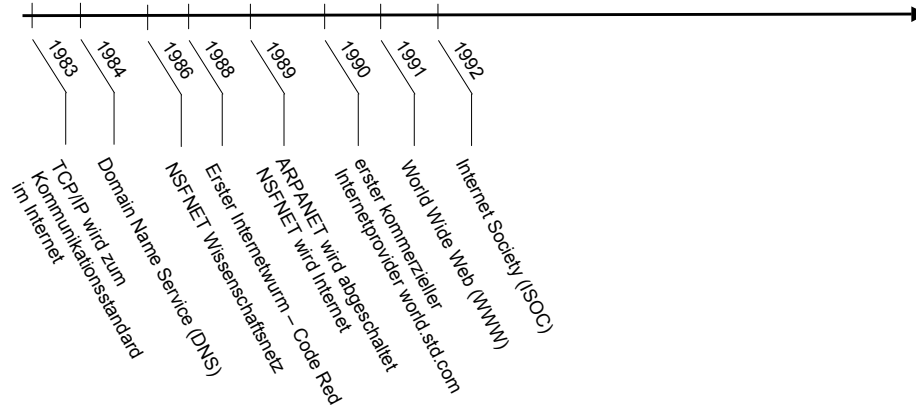 1983
TCP/IP wird zum
Kommunikationsstandard
im Internet
1984
Domain Name Service (DNS)
1986
NSFNET Wissenschaftsnetz
1988
Erster Internetwurm – Code Red
1989
ARPANET wird abgeschaltet
NSFNET wird Internet
1990
erster kommerzieller
Internetprovider world.std.com
1991
World Wide Web (WWW)
1992
Internet Society (ISOC)